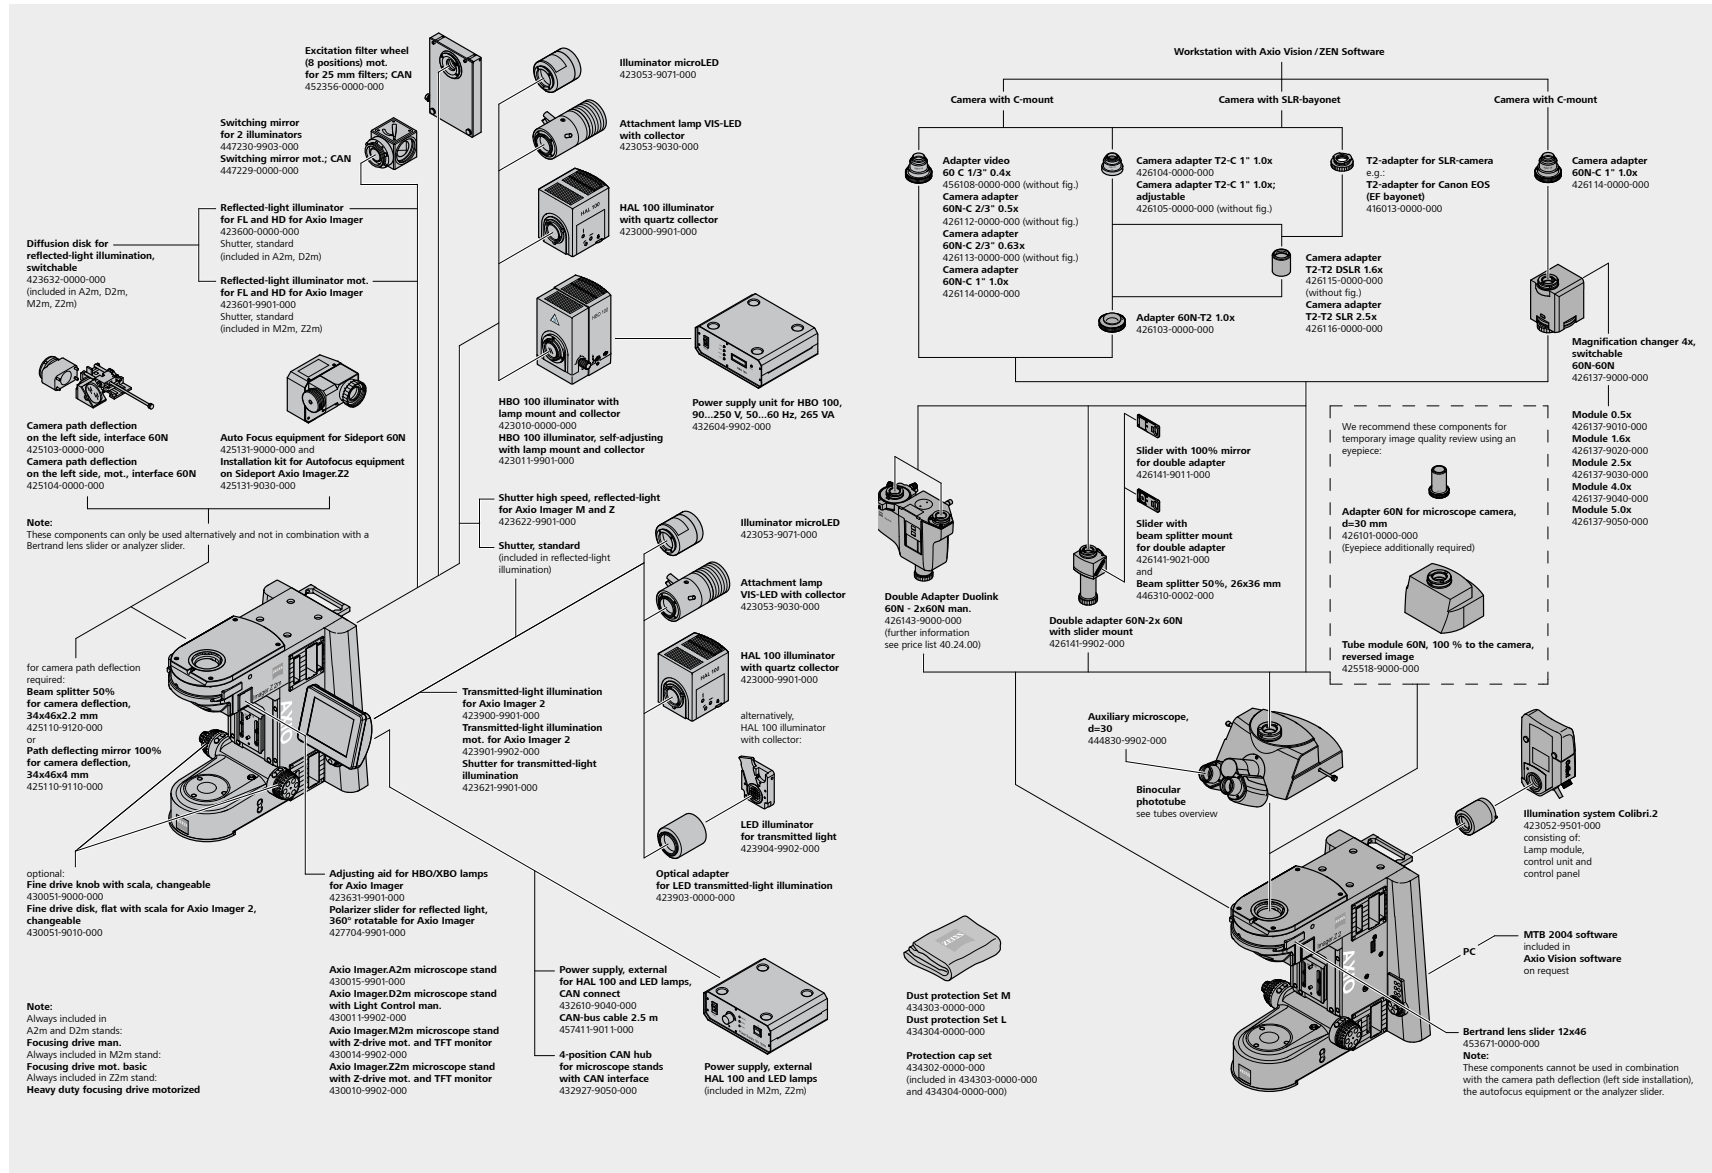 Excitation filter wheel
(8 positions) mot.
for 25 mm filters; CAN
452356-0000-000
Switching mirror
for 2 illuminators
447230-9903-000
Switching mirror mot.; CAN
447229-0000-000
Reflected-light illuminator
for FL and HD for Axio Imager
423600-0000-000
Shutter, standard
(included in A2m, D2m)
Diffusion disk for
reflected-light illumination,
switchable
423632-0000-000
(included in A2m, D2m,
M2m, Z2m)
Reflected-light illuminator mot.
for FL and HD for Axio Imager
423601-9901-000
Shutter, standard
(included in M2m, Z2m)
Illuminator microLED
423053-9071-000
Attachment lamp VIS-LED
with collector
423053-9030-000
HAL 100
HAL 100 illuminator
with quartz collector
423000-9901-000
HBO 100
HBO 100 illuminator with
lamp mount and collector
423010-0000-000
HBO 100 illuminator, self-adjusting
with lamp mount and collector
423011-9901-000
Power supply unit for HBO 100,
90...250 V, 50...60 Hz, 265 VA
432604-9902-000
Camera path deflection
on the left side, interface 60N
425103-0000-000
Camera path deflection
on the left side, mot., interface 60N
425104-0000-000
Auto Focus equipment for Sideport 60N
425131-9000-000 and
Installation kit for Autofocus equipment
on Sideport Axio Imager.Z2
425131-9030-000
Note:
These components can only be used alternatively and not in combination with a
Bertrand lens slider or analyzer slider.
Shutter high speed, reflected-light
for Axio Imager M and Z
423622-9901-000
Shutter, standard
(included in reflected-light
illumination)
Illuminator microLED
423053-9071-000
Attachment lamp
VIS-LED with collector
423053-9030-000
HAL 100
HAL 100 illuminator
with quartz collector
423000-9901-000
alternatively,
HAL 100 illuminator
with collector:
LED illuminator
for transmitted light
423904-9902-000
Optical adapter
for LED transmitted-light illumination
423903-0000-000
for camera path deflection
required:
Beam splitter 50%
for camera deflection,
34x46x2.2 mm
425110-9120-000
or
Path deflecting mirror 100%
for camera deflection,
34x46x4 mm
425110-9110-000
Imager.Z2m
AXIO
Transmitted-light illumination
for Axio Imager 2
423900-9901-000
Transmitted-light illumination
mot. for Axio Imager 2
423901-9902-000
Shutter for transmitted-light
illumination
423621-9901-000
optional:
Fine drive knob with scala, changeable
430051-9000-000
Fine drive disk, flat with scala for Axio Imager 2,
changeable
430051-9010-000
Adjusting aid for HBO/XBO lamps
for Axio Imager
423631-9901-000
Polarizer slider for reflected light,
360° rotatable for Axio Imager
427704-9901-000
Note:
Always included in
A2m and D2m stands:
Focusing drive man.
Always included in M2m stand:
Focusing drive mot. basic
Always included in Z2m stand:
Heavy duty focusing drive motorized
Axio Imager.A2m microscope stand
430015-9901-000
Axio Imager.D2m microscope stand
with Light Control man.
430011-9902-000
Axio Imager.M2m microscope stand
with Z-drive mot. and TFT monitor
430014-9902-000
Axio Imager.Z2m microscope stand
with Z-drive mot. and TFT monitor
430010-9902-000
Power supply, external
for HAL 100 and LED lamps,
CAN connect
432610-9040-000
CAN-bus cable 2.5 m
457411-9011-000
4-position CAN hub
for microscope stands
with CAN interface
432927-9050-000
Power supply, external
HAL 100 and LED lamps
(included in M2m, Z2m)
Workstation with Axio Vision/ZEN Software
Camera with C-mount
Camera with SLR-bayonet
Camera with C-mount
Adapter video
60 C 1/3" 0.4x
456108-0000-000 (without fig.)
Camera adapter
60N-C 2/3" 0.5x
426112-0000-000 (without fig.)
Camera adapter
60N-C 2/3" 0.63x
426113-0000-000 (without fig.)
Camera adapter
60N-C 1" 1.0x
426114-0000-000
Camera adapter T2-C 1" 1.0x
426104-0000-000
Camera adapter T2-C 1" 1.0x;
adjustable
426105-0000-000 (without fig.)
T2-adapter for SLR-camera
e.g.:
T2-adapter for Canon EOS
(EF bayonet)
416013-0000-000
Camera adapter
60N-C 1" 1.0x
426114-0000-000
Camera adapter
T2-T2 DSLR 1.6x
426115-0000-000
(without fig.)
Camera adapter
T2-T2 SLR 2.5x
426116-0000-000
Adapter 60N-T2 1.0x
426103-0000-000
Magnification changer 4x,
switchable
60N-60N
426137-9000-000
Module 0.5x
426137-9010-000
Module 1.6x
426137-9020-000
Module 2.5x
426137-9030-000
Module 4.0x
426137-9040-000
Module 5.0x
426137-9050-000
Slider with 100% mirror
for double adapter
426141-9011-000
Slider with
beam splitter mount
for double adapter
426141-9021-000
and
Beam splitter 50%, 26x36 mm
446310-0002-000
Double Adapter Duolink
60N - 2x60N man.
426143-9000-000
(further information
see price list 40.24.00)
Double adapter 60N-2x 60N
with slider mount
426141-9902-000
We recommend these components for
temporary image quality review using an
eyepiece:
Adapter 60N for microscope camera,
d=30 mm
426101-0000-000
(Eyepiece additionally required)
Tube module 60N, 100 % to the camera,
reversed image
425518-9000-000
Auxiliary microscope,
d=30
444830-9902-000
Binocular
phototube
see tubes overview
Illumination system Colibri.2
423052-9501-000
consisting of:
Lamp module,
control unit and
control panel
ZEISS
Dust protection Set M
434303-0000-000
Dust protection Set L
434304-0000-000
Protection cap set
434302-0000-000
(included in 434303-0000-000
and 434304-0000-000)
Imager.Z2
AXIO
PC
MTB 2004 software
included in
Axio Vision software
on request
Bertrand lens slider 12x46
453671-0000-000
Note:
These components cannot be used in combination
with the camera path deflection (left side installation),
the autofocus equipment or the analyzer slider.